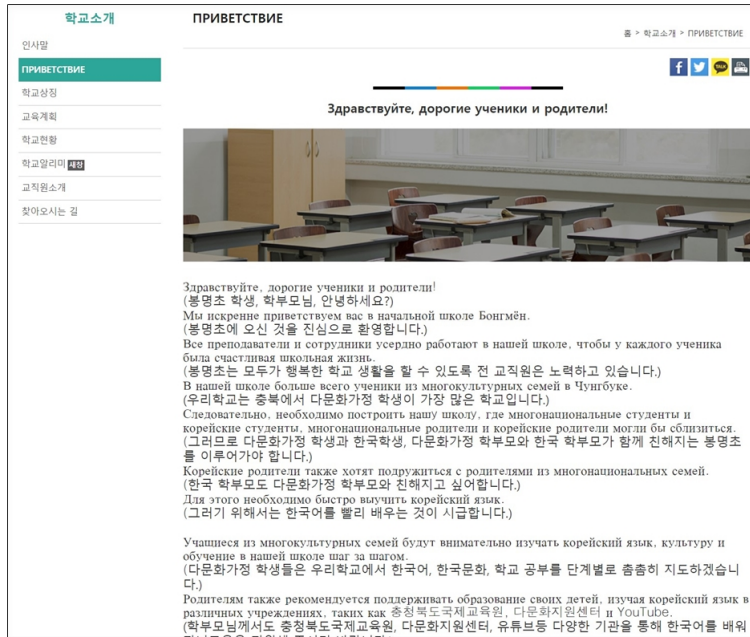 학교소개
인사말
ПРИВЕТСТВИЕ
학교상징
교육계획
학교현황
학교알리미 새창
교직원소개
찾아오시는 길
ПРИВЕТСТВИЕ
홈 > 학교소개 > ПРИВЕТСТВИЕ
f
TALK
Здравствуйте, дорогие ученики и родители!
Здравствуйте, дорогие ученики и родители!
(봉명초 학생, 학부모님, 안녕하세요?)
Мы искренне приветствуем вас в начальной школе Бонгмён.
(봉명초에 오신 것을 진심으로 환영합니다.)
Все преподаватели и сотрудники усердно работают в нашей школе, чтобы у каждого ученика
была счастливая школьная жизнь.
(봉명초는 모두가 행복한 학교 생활을 할 수 있도록 전 교직원은 노력하고 있습니다.)
В нашей школе больше всего ученики из многокультурных семей в Чунгбуке.
(우리학교는 충북에서 다문화가정 학생이 가장 많은 학교입니다.)
Следовательно, необходимо построить нашу школу, где многонациональные студенты и
корейские студенты, многонациональные родители и корейские родители могли бы сблизиться.
(그러므로 다문화가정 학생과 한국학생, 다문화가정 학부모와 한국 학부모가 함께 친해지는 봉명초
를 이루어가야 합니다.)
Корейские родители также хотят подружиться с родителями из многонациональных семей.
(한국 학부모도 다문화가정 학부모와 친해지고 싶어합니다.)
Для этого необходимо быстро выучить корейский язык.
(그러기 위해서는 한국어를 빨리 배우는 것이 시급합니다.)
Учащиеся из многокультурных семей будут внимательно изучать корейский язык, культуру и
обучение в нашей школе шаг за шагом.
(다문화가정 학생들은 우리학교에서 한국어, 한국문화, 학교 공부를 단계별로 촘촘히 지도하겠습니
다.)
Родителям также рекомендуется поддерживать образование своих детей, изучая корейский язык в
различных учреждениях, таких как 충청북도국제교육원, 다문화지원센터 и YouTube.
(학부모님께서도 충청북도국제교육원, 다문화지원센터, 유튜브등 다양한 기관을 통해 한국어를 배워